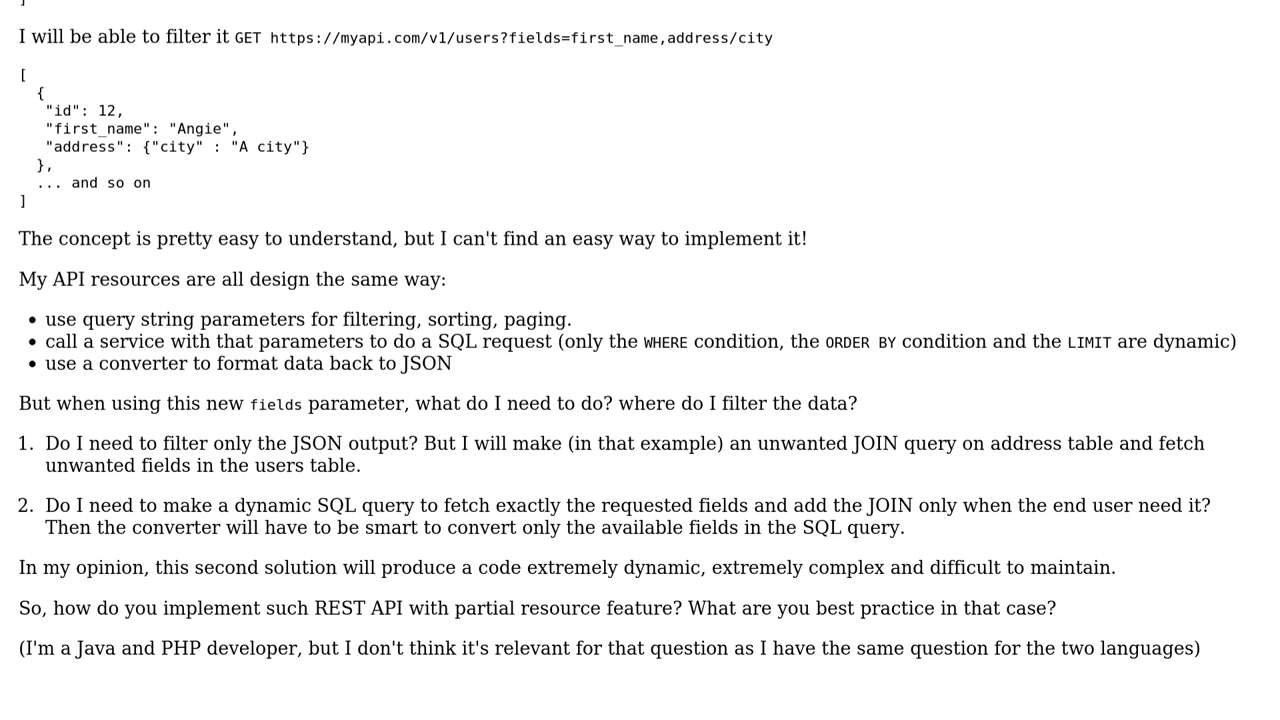 ]
I will be able to filter it GET https://myapi.com/v1/users?fields=first_name,address/city
[
  {
   "id": 12,
   "first_name": "Angie",
   "address": {"city" : "A city"}
  },
  ... and so on
]
The concept is pretty easy to understand, but I can't find an easy way to implement it!
My API resources are all design the same way:
• use query string parameters for filtering, sorting, paging.
• call a service with that parameters to do a SQL request (only the WHERE condition, the ORDER BY condition and the LIMIT are dynamic)
• use a converter to format data back to JSON
But when using this new fields parameter, what do I need to do? where do I filter the data?
1. Do I need to filter only the JSON output? But I will make (in that example) an unwanted JOIN query on address table and fetch
unwanted fields in the users table.
2. Do I need to make a dynamic SQL query to fetch exactly the requested fields and add the JOIN only when the end user need it?
Then the converter will have to be smart to convert only the available fields in the SQL query.
In my opinion, this second solution will produce a code extremely dynamic, extremely complex and difficult to maintain.
So, how do you implement such REST API with partial resource feature? What are you best practice in that case?
(I'm a Java and PHP developer, but I don't think it's relevant for that question as I have the same question for the two languages)